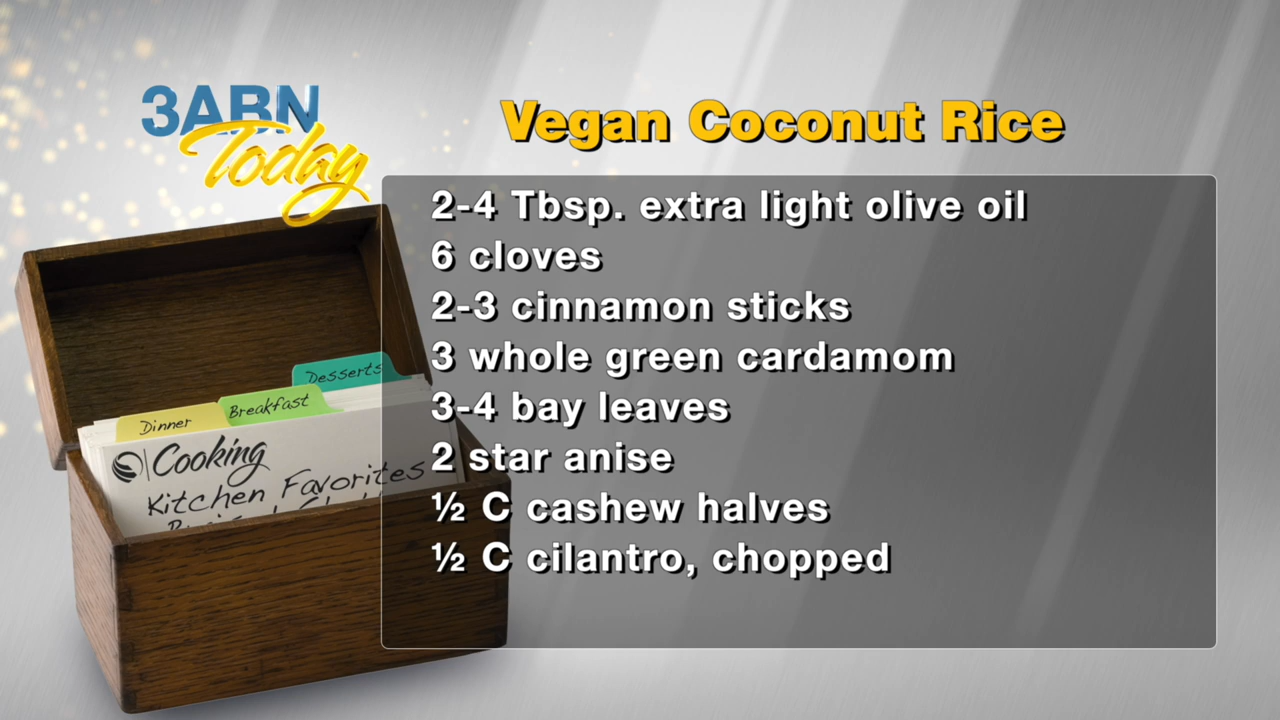 3ABN
Today
Vegan Coconut Rice
2-4 Tbsp. extra light olive oil
6 cloves
2-3 cinnamon sticks
3 whole green cardamom
3-4 bay leaves
2 star anise
½ C cashew halves
½ C cilantro, chopped
Desserts
Breakfast
Dinner
Cooking
Kitchen Favorites